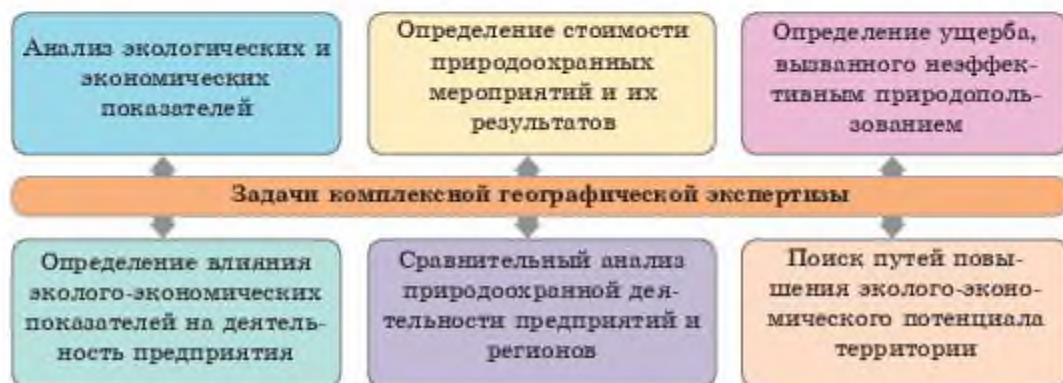 Анализ экологических и
экономических
показателей
Определение стоимости
природоохранных
мероприятий и их
результатов
Определение ущерба,
вызванного неэффек-
тивным природополь-
зованием
Задачи комплексной географической экспертизы
Определение влияния
эколого-экономических
показателей на деятель-
ность предприятия
Сравнительный анализ
природоохранной дея-
тельности предприятий и
регионов
Поиск путей повы-
шения эколого-эконо-
мического потенциала
территории